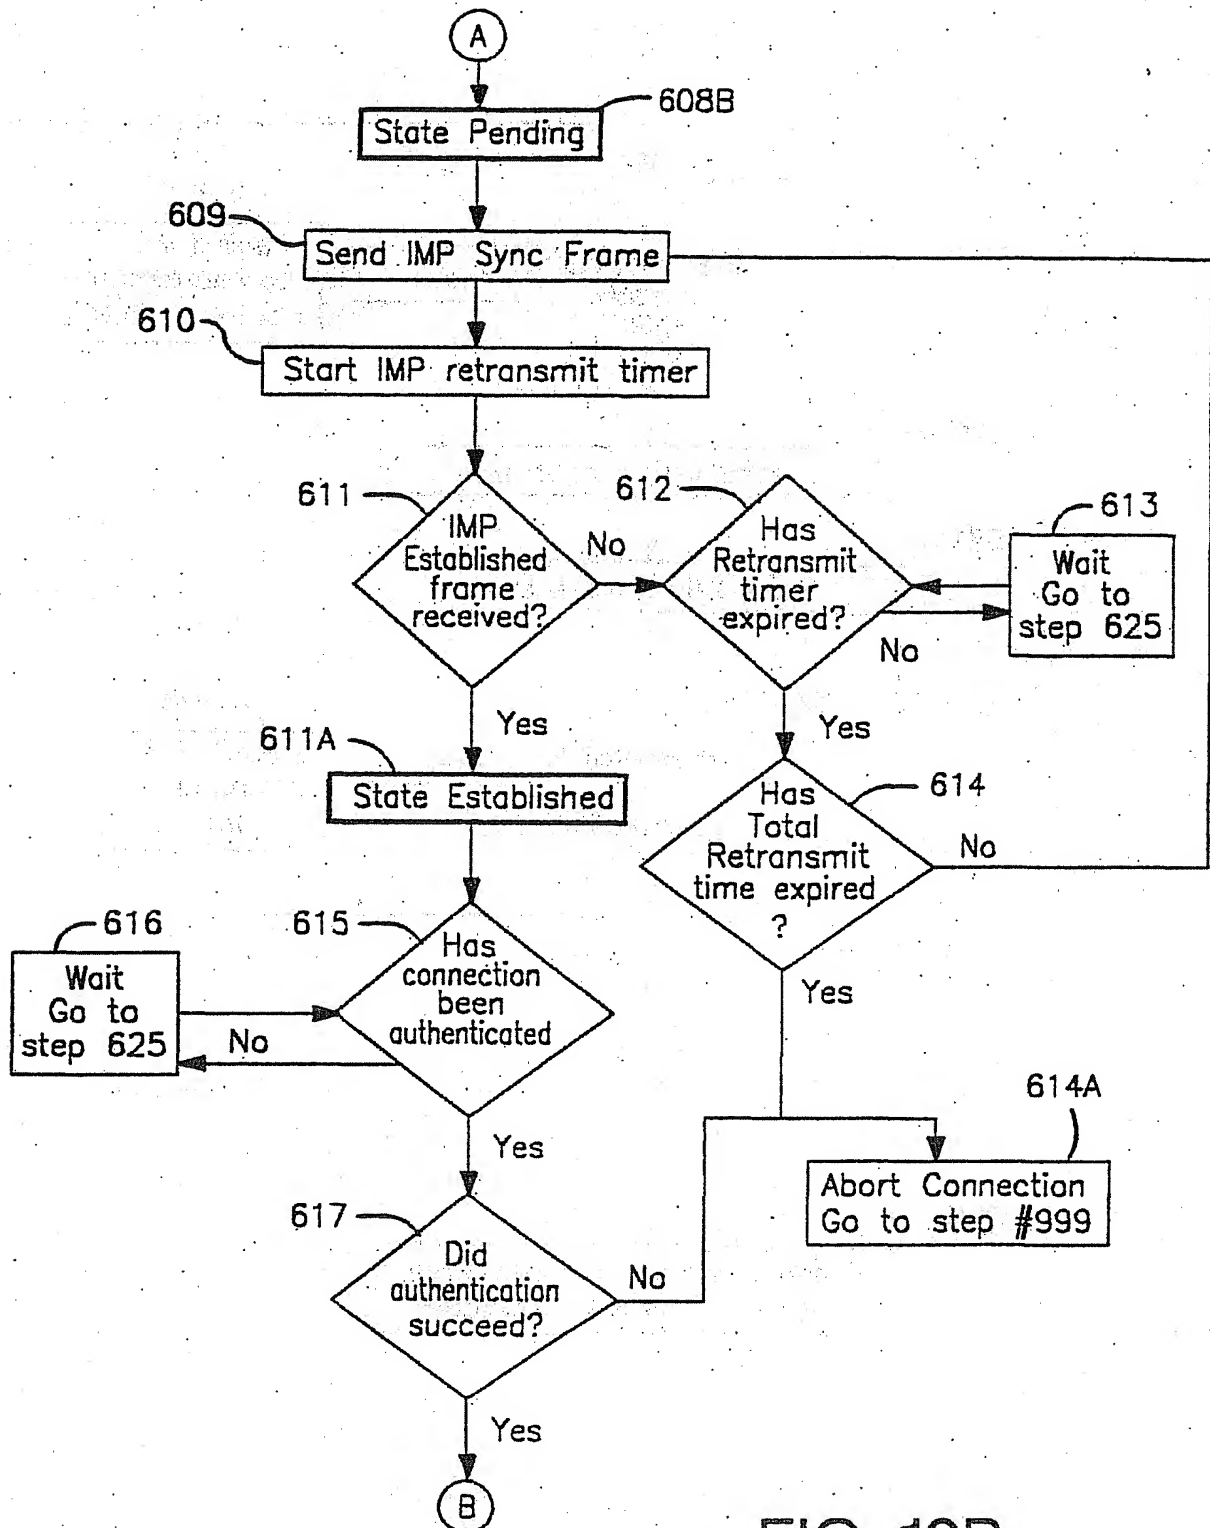 A
608B
State Pending
609
Send IMP Sync Frame
610
Start IMP retransmit timer
611
IMP
Established
frame
received?
No
612
Has
Retransmit
timer
expired?
No
613
Wait
Go to
step 625
Yes
Yes
611A
State Established
Has
Total
Retransmit
time expired
?
614
No
616
Wait
Go to
step 625
615
Has
connection
been
authenticated
No
Yes
Yes
614A
Abort Connection
Go to step #999
617
Did
authentication
succeed?
No
Yes
B